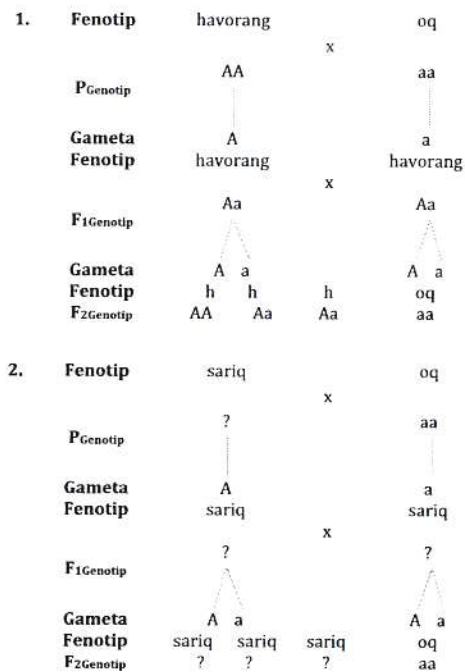 1. Fenotip havorang oq
x
AA aa
PGenotip
Gameta A a
Fenotip havorang havorang
x
Aa Aa
F1Genotip
Gameta A a A a
Fenotip h h h oq
F2Genotip AA Aa Aa aa
2. Fenotip sariq oq
x
? aa
PGenotip
Gameta A a
Fenotip sariq sariq
x
? ?
F1Genotip
Gameta A a A a
Fenotip sariq sariq sariq oq
F2Genotip ? ? ? aa